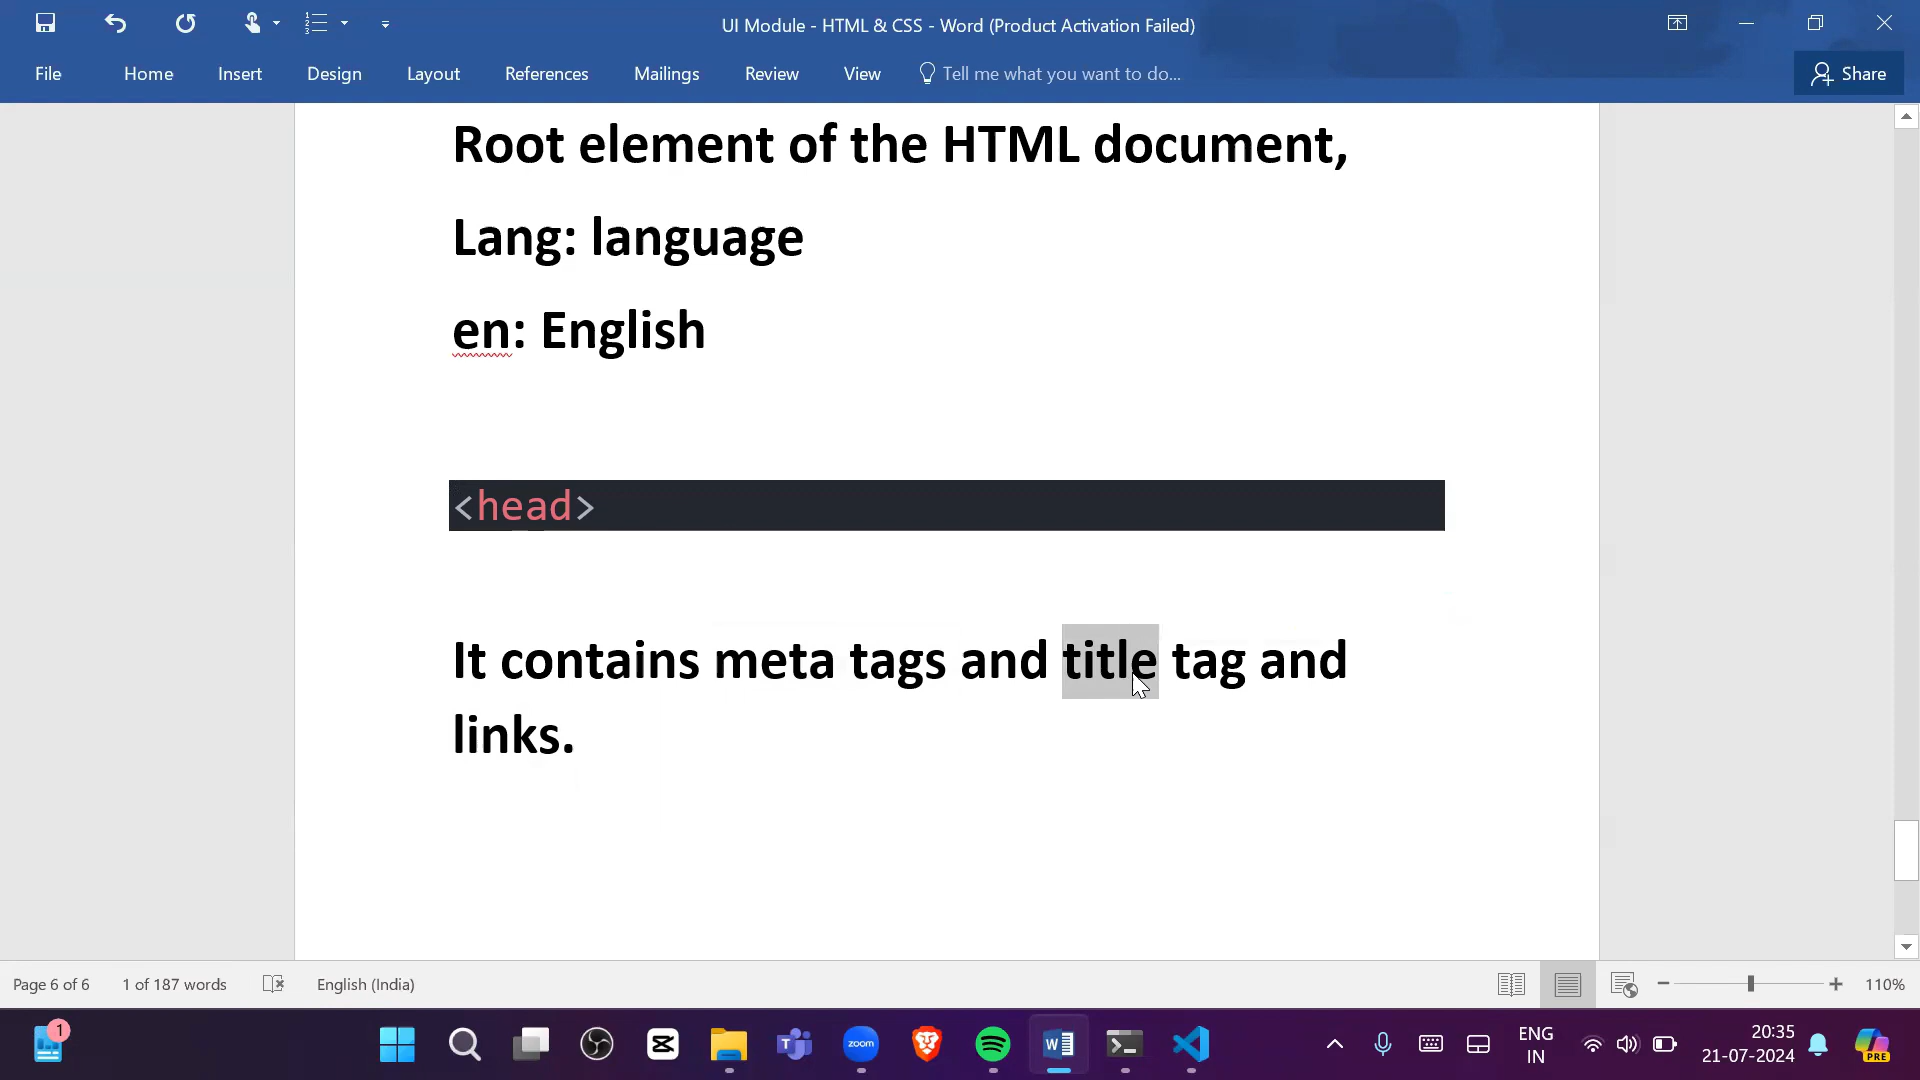 UI Module - HTML & CSS - Word (Product Activation Failed)
File Home Insert Design Layout References Mailings Review View Tell me what you want to do... Share
Root element of the HTML document,
Lang: language
en: English
<head>
It contains meta tags and title tag and
links.
Page 6 of 6 1 of 187 words English (India) 110%
1 zoom W ENG 20:35
IN 21-07-2024 PRE